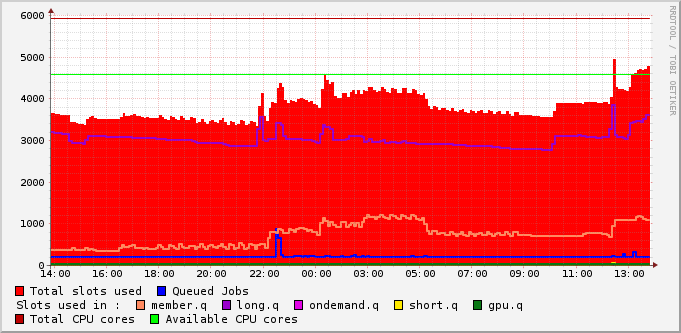 6000
5000
4000
3000
2000
1000
0
14:00 16:00 18:00 20:00 22:00 00:00 03:00 05:00 07:00 09:00 11:00 13:00
RRDTOOL / TOBI OETIKER
Total slots used Queued Jobs
Slots used in : member.q long.q ondemand.q short.q gpu.q
Total CPU cores Available CPU cores